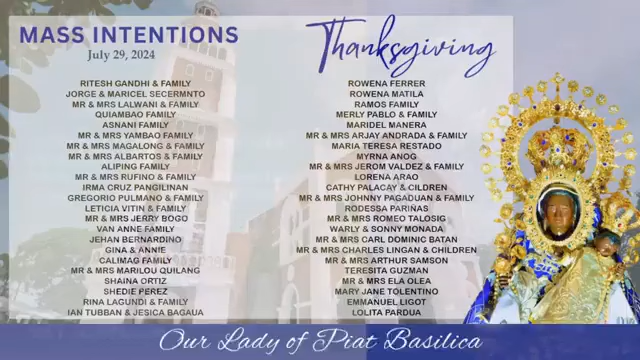 MASS INTENTIONS
July 29, 2024
Thanksgiving
RITESH GANDHI & FAMILY
JORGE & MARICEL SECERMNTO
MR & MRS LALWANI & FAMILY
QUIAMBAO FAMILY
ASNANI FAMILY
MR & MRS YAMBAO FAMILY
MR & MRS MAGALONG & FAMILY
MR & MRS ALBARTOS & FAMILY
ALIPING FAMILY
MR & MRS RUFINO & FAMILY
IRMA CRUZ PANGILINAN
GREGORIO PULMANO & FAMILY
LETICIA VITIN & FAMILY
MR & MRS JERRY BOGO
VAN ANNE FAMILY
JEHAN BERNARDINO
GINA & ANNIE
CALIMAG FAMILY
MR & MRS MARILOU QUILANG
SHAINA ORTIZ
SHEDIE PEREZ
RINA LAGUNDI & FAMILY
IAN TUBBAN & JESICA BAGAUA
ROWENA FERRER
ROWENA MATILA
RAMOS FAMILY
MERLY PABLO & FAMILY
MARIDEL MANERA
MR & MRS ARJAY ANDRADA & FAMILY
MARIA TERESA RESTADO
MYRNA ANOG
MR & MRS JEROM VALDEZ & FAMILY
LORENA ARAO
CATHY PALACAY & CILDREN
MR & MRS JOHNNY PAGADUAN & FAMILY
RODESSA PARIÑAS
MR & MRS ROMEO TALOSIG
WARLY & SONNY MONADA
MR & MRS CARL DOMINIC BATAN
MR & MRS CHARLES LINGAN & CHILDREN
MR & MRS ARTHUR SAMSON
TERESITA GUZMAN
MR & MRS ELA OLEA
MARY JANE TOLENTINO
EMMANUEL LIGOT
LOLITA PARDUA
Our Lady of Piat Basilica